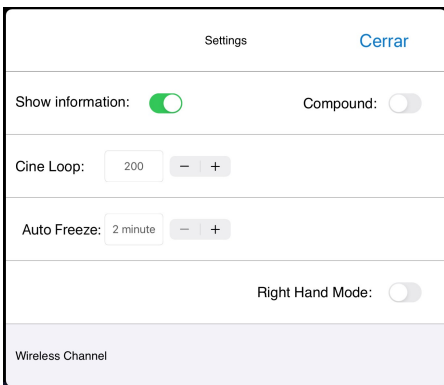 Settings Cerrar
Show information: Compound:
Cine Loop: 200 − +
Auto Freeze: 2 minute − +
Right Hand Mode:
Wireless Channel